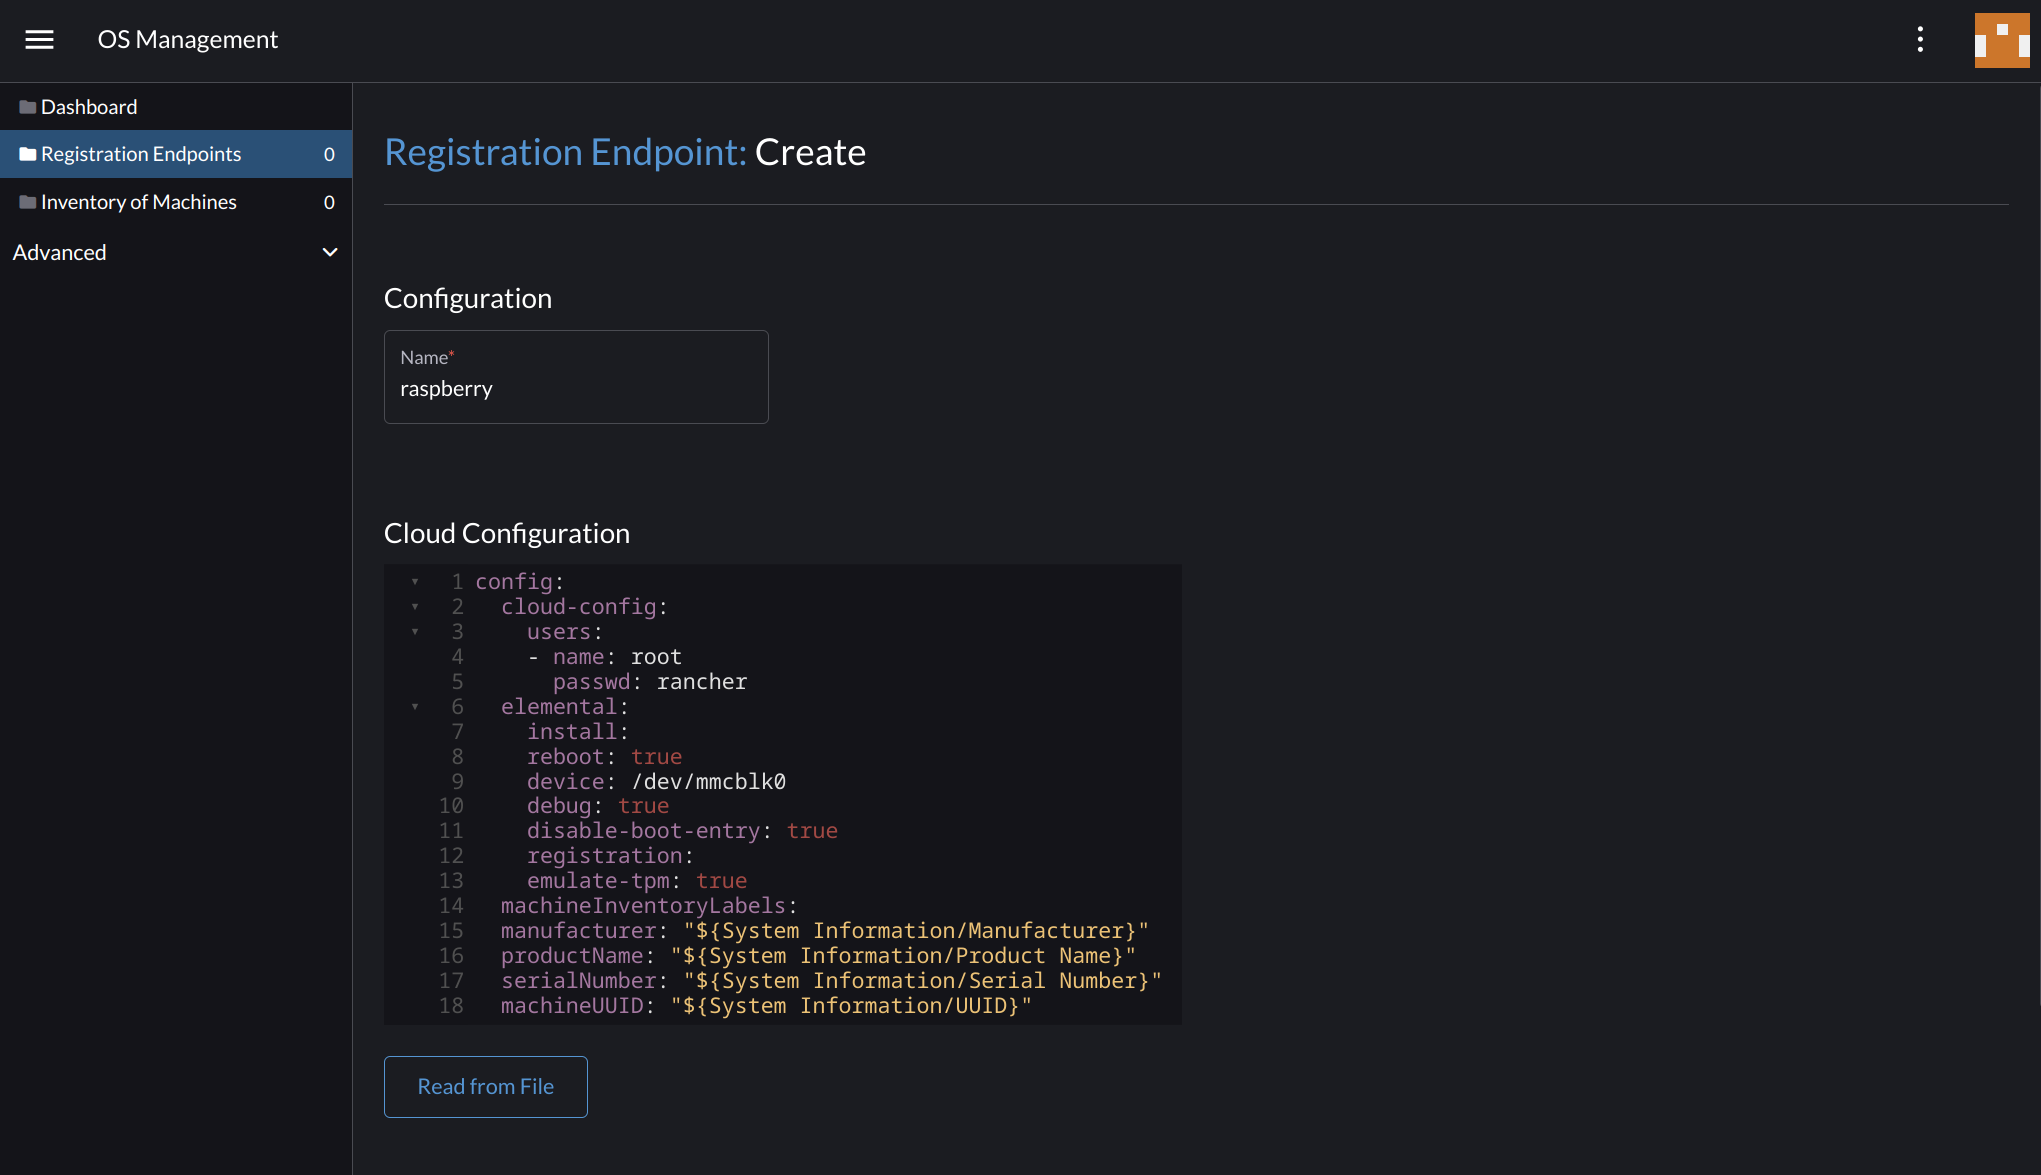 OS Management
Dashboard
Registration Endpoints 0
Inventory of Machines 0
Advanced
Registration Endpoint: Create
Configuration
Name*
raspberry
Cloud Configuration
1 config:
2   cloud-config:
3     users:
4     - name: root
5       passwd: rancher
6   elemental:
7     install:
8     reboot: true
9     device: /dev/mmcblk0
10     debug: true
11     disable-boot-entry: true
12     registration:
13     emulate-tpm: true
14   machineInventoryLabels:
15   manufacturer: "${System Information/Manufacturer}"
16   productName: "${System Information/Product Name}"
17   serialNumber: "${System Information/Serial Number}"
18   machineUUID: "${System Information/UUID}"
Read from File